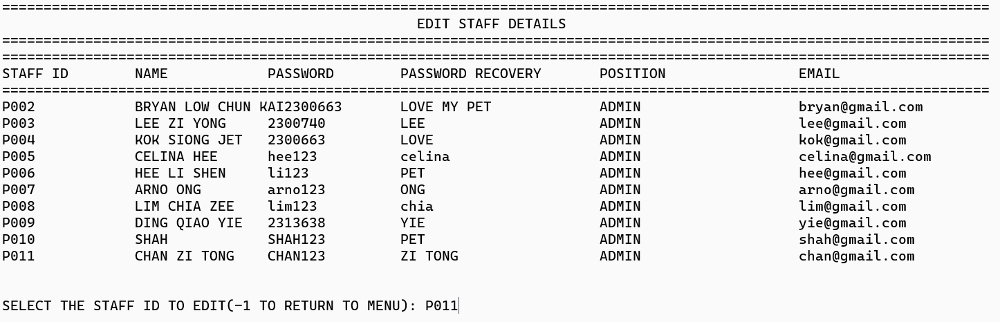 ========================================================================================================================
EDIT STAFF DETAILS
========================================================================================================================
========================================================================================================================
STAFF ID NAME PASSWORD PASSWORD RECOVERY POSITION EMAIL
========================================================================================================================
P002 BRYAN LOW CHUN KAI2300663 LOVE MY PET ADMIN bryan@gmail.com
P003 LEE ZI YONG 2300740 LEE ADMIN lee@gmail.com
P004 KOK SIONG JET 2300663 LOVE ADMIN kok@gmail.com
P005 CELINA HEE hee123 celina ADMIN celina@gmail.com
P006 HEE LI SHEN li123 PET ADMIN hee@gmail.com
P007 ARNO ONG arno123 ONG ADMIN arno@gmail.com
P008 LIM CHIA ZEE lim123 chia ADMIN lim@gmail.com
P009 DING QIAO YIE 2313638 YIE ADMIN yie@gmail.com
P010 SHAH SHAH123 PET ADMIN shah@gmail.com
P011 CHAN ZI TONG CHAN123 ZI TONG ADMIN chan@gmail.com
SELECT THE STAFF ID TO EDIT(-1 TO RETURN TO MENU): P011